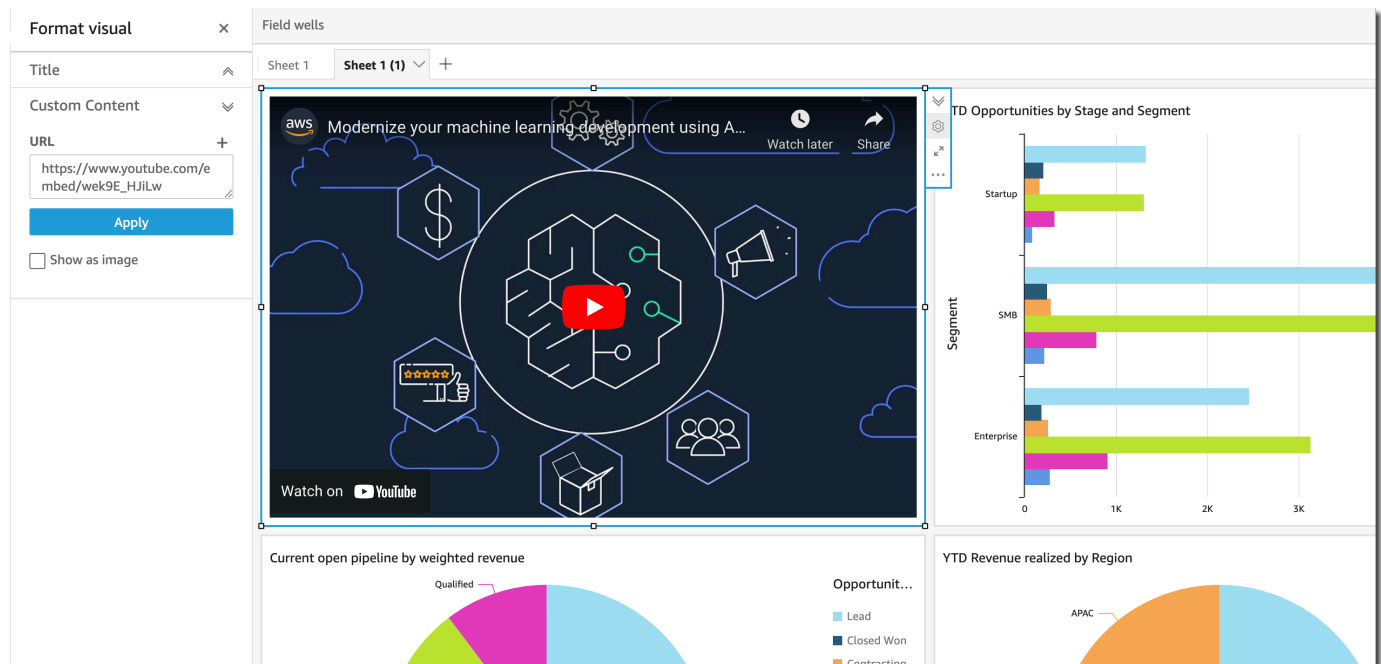 Format visual
Title
Custom Content
URL
https://www.youtube.com/e
mbed/wek9E_HJiLw
Apply
Show as image
Field wells
Sheet 1
Sheet 1 (1)
aws
Modernize your machine learning development using A...
Watch later
Share
Watch on YouTube
TD Opportunities by Stage and Segment
Segment
Startup
SMB
Enterprise
0 1K 2K 3K
Current open pipeline by weighted revenue
Qualified
Opportunit...
Lead
Closed Won
Contracting
YTD Revenue realized by Region
APAC